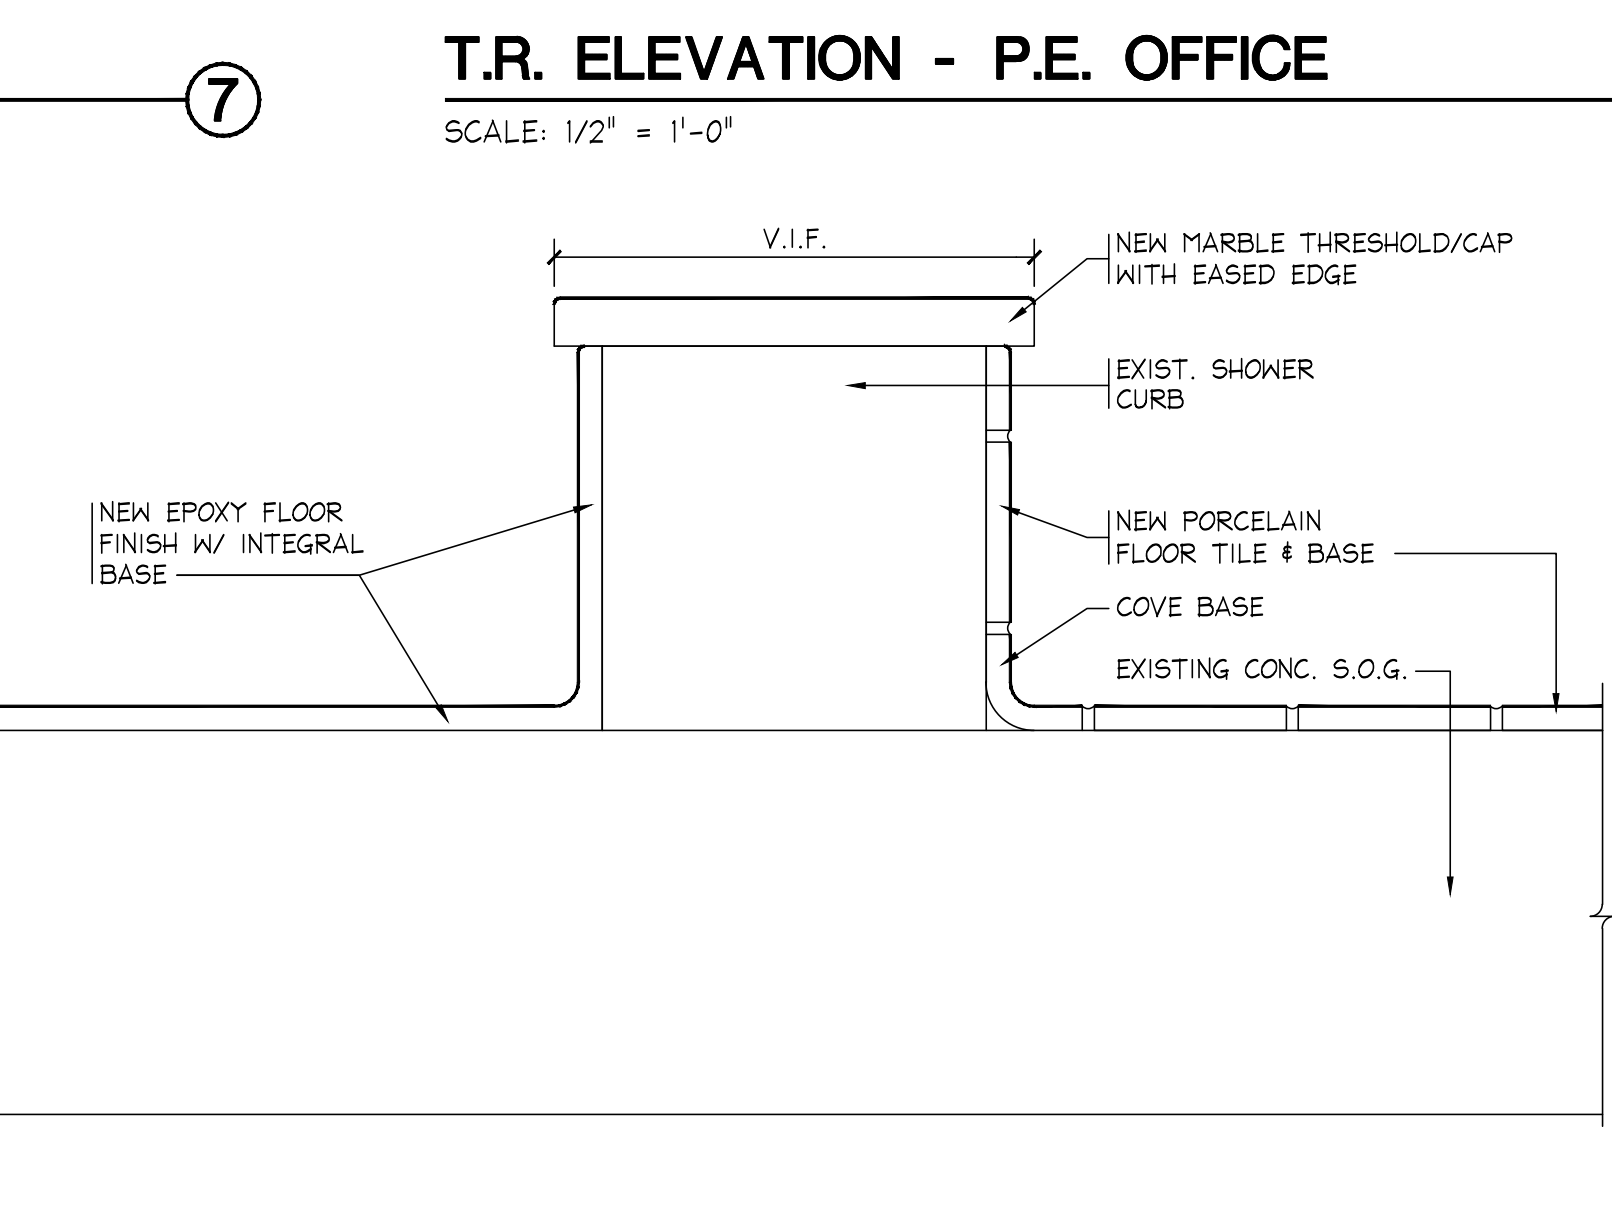 7
T.R. ELEVATION - P.E. OFFICE
SCALE: 1/2" = 1'-0"
V.I.F.
NEW MARBLE THRESHOLD/CAP
WITH EASED EDGE
EXIST. SHOWER
CURB
NEW EPOXY FLOOR
FINISH W/ INTEGRAL
BASE
NEW PORCELAIN
FLOOR TILE & BASE
COVE BASE
EXISTING CONC. S.O.G.